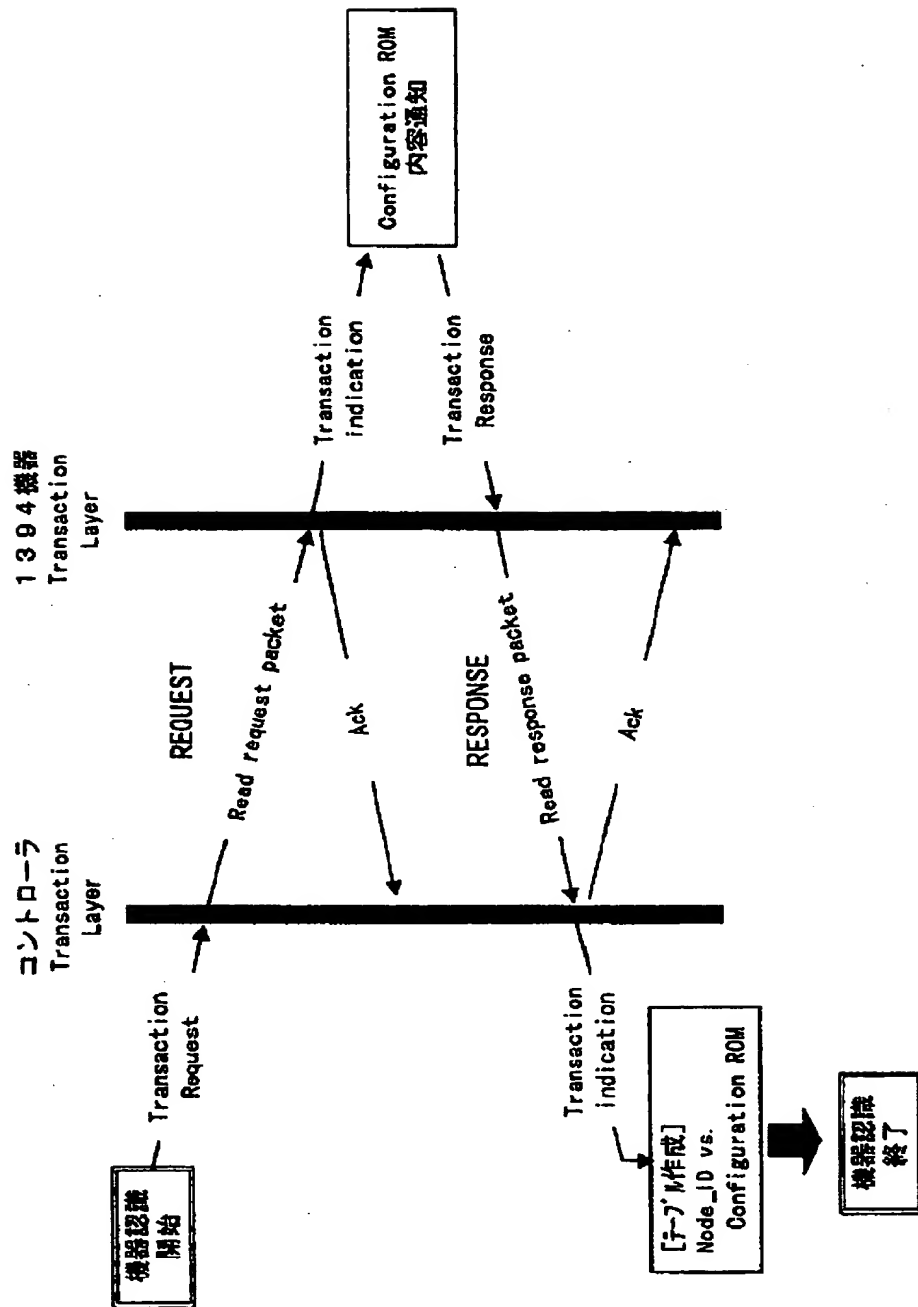 コントローラ
Transaction
Layer
1394機器
Transaction
Layer
機器認識
開始
Transaction
Request
REQUEST
Read request packet
Transaction
indication
Configuration ROM
内容通知
Ack
Transaction
Response
RESPONSE
Read response packet
Transaction
indication
Ack
[テーブル作成]
Node_ID vs.
Configuration ROM
機器認識
終了